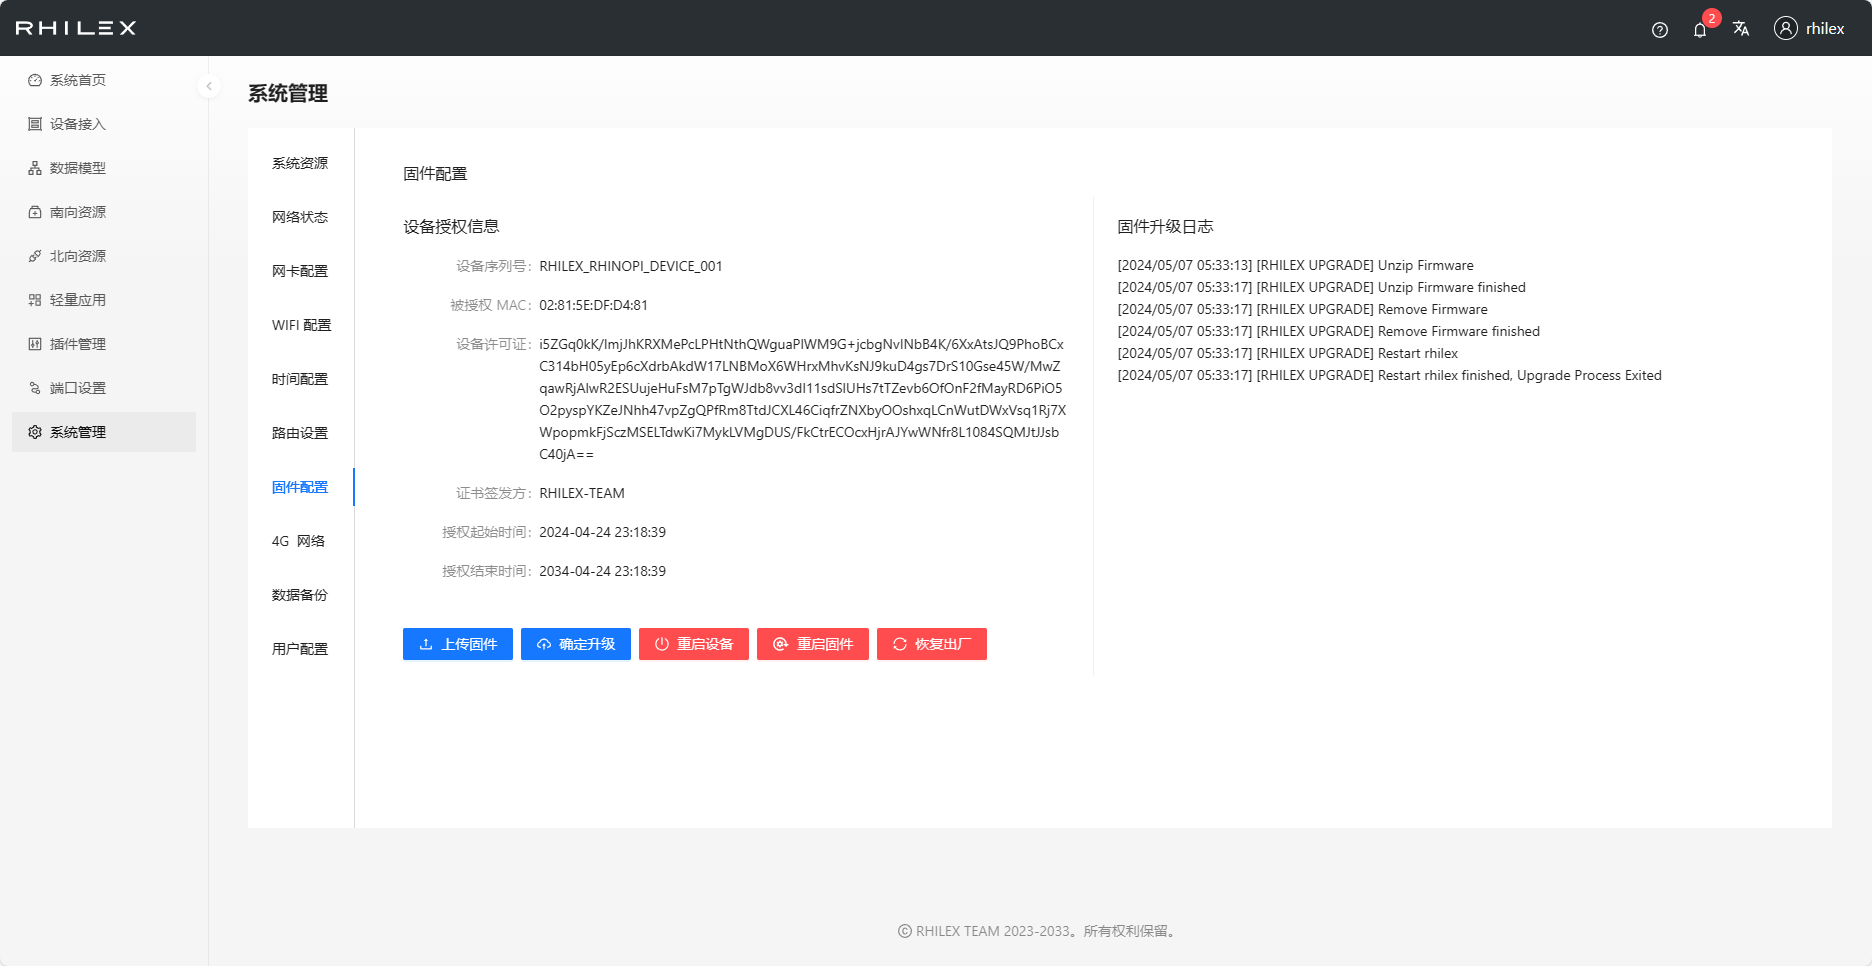 RHILEX
2
rhilex
系统首页
设备接入
数据模型
南向资源
北向资源
轻量应用
插件管理
端口设置
系统管理
系统管理
系统资源
网络状态
网卡配置
WIFI 配置
时间配置
路由设置
固件配置
4G 网络
数据备份
用户配置
固件配置
设备授权信息
设备序列号: RHILEX_RHINOPI_DEVICE_001
被授权 MAC: 02:81:5E:DF:D4:81
设备许可证: i5ZGq0kK/ImjJhKRXMePcLPHtNthQWguaPIWM9G+jcbgNvINbB4K/6XxAtsJQ9PhoBCx
C314bH05yEp6cXdrbAkdW17LNBMoX6WHrxMhvKsNJ9kuD4gs7DrS10Gse45W/MwZ
qawRjAlwR2ESUujeHuFsM7pTgWJdb8vv3dI11sdSIUHs7tTZevb6OfOnF2fMayRD6PiO5
O2pyspYKZeJNhh47vpZgQPfRm8TtdJCXL46CiqfrZNXbyOOshxqLCnWutDWxVsq1Rj7X
WpopmkFjSczMSELTdwKi7MykLVMgDUS/FkCtrECOcxHjrAJYwWNfr8L1084SQMJtJJsb
C40jA==
证书签发方: RHILEX-TEAM
授权起始时间: 2024-04-24 23:18:39
授权结束时间: 2034-04-24 23:18:39
上传固件
确定升级
重启设备
重启固件
恢复出厂
固件升级日志
[2024/05/07 05:33:13] [RHILEX UPGRADE] Unzip Firmware
[2024/05/07 05:33:17] [RHILEX UPGRADE] Unzip Firmware finished
[2024/05/07 05:33:17] [RHILEX UPGRADE] Remove Firmware
[2024/05/07 05:33:17] [RHILEX UPGRADE] Remove Firmware finished
[2024/05/07 05:33:17] [RHILEX UPGRADE] Restart rhilex
[2024/05/07 05:33:17] [RHILEX UPGRADE] Restart rhilex finished, Upgrade Process Exited
© RHILEX TEAM 2023-2033。所有权利保留。